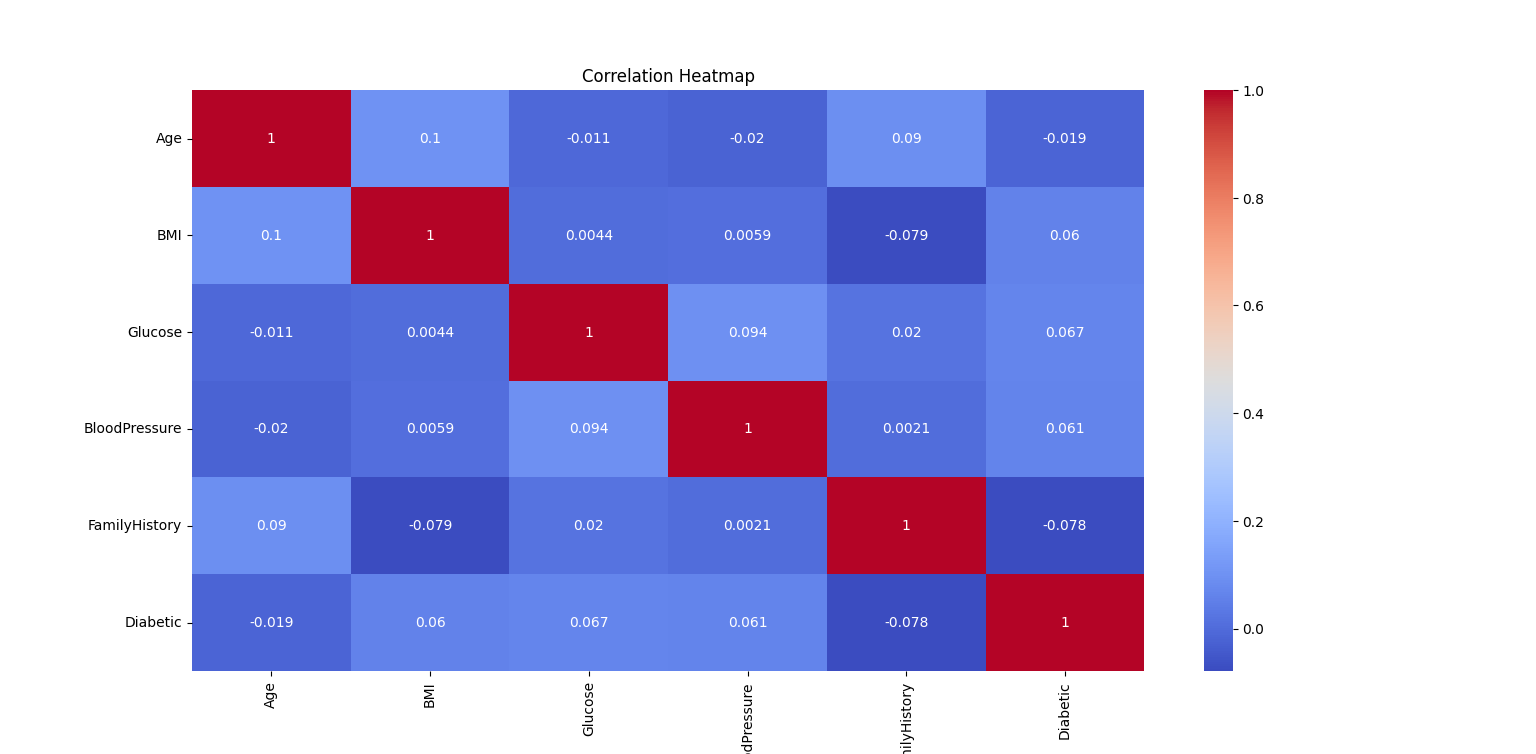 Correlation Heatmap
Age 1 0.1 -0.011 -0.02 0.09 -0.019
BMI 0.1 1 0.0044 0.0059 -0.079 0.06
Glucose -0.011 0.0044 1 0.094 0.02 0.067
BloodPressure -0.02 0.0059 0.094 1 0.0021 0.061
FamilyHistory 0.09 -0.079 0.02 0.0021 1 -0.078
Diabetic -0.019 0.06 0.067 0.061 -0.078 1
Age BMI Glucose dPressure nilyHistory Diabetic
1.0
0.8
0.6
0.4
0.2
0.0